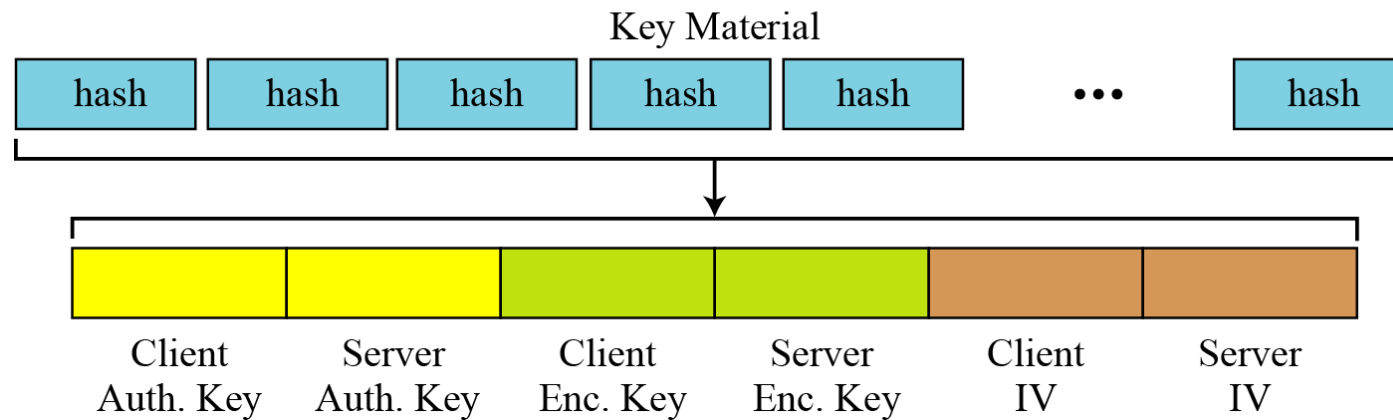 Key Material
hash hash hash hash hash ••• hash
Client Server Client Server Client Server
Auth. Key Auth. Key Enc. Key Enc. Key IV IV